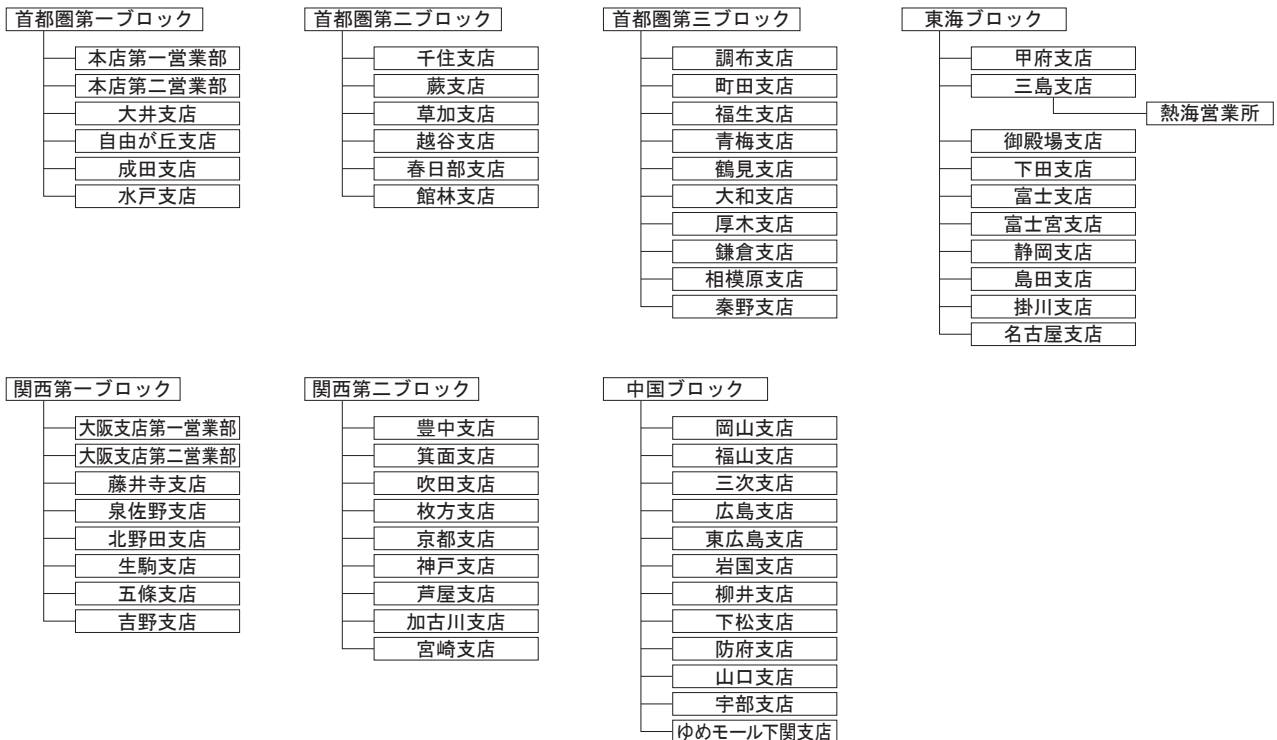 首都圏第一ブロック
本店第一営業部
本店第二営業部
大井支店
自由が丘支店
成田支店
水戸支店
首都圏第二ブロック
千住支店
蕨支店
草加支店
越谷支店
春日部支店
館林支店
首都圏第三ブロック
調布支店
町田支店
福生支店
青梅支店
鶴見支店
大和支店
厚木支店
鎌倉支店
相模原支店
秦野支店
東海ブロック
甲府支店
三島支店
熱海営業所
御殿場支店
下田支店
富士支店
富士宮支店
静岡支店
島田支店
掛川支店
名古屋支店
関西第一ブロック
大阪支店第一営業部
大阪支店第二営業部
藤井寺支店
泉佐野支店
北野田支店
生駒支店
五條支店
吉野支店
関西第二ブロック
豊中支店
箕面支店
吹田支店
枚方支店
京都支店
神戸支店
芦屋支店
加古川支店
宮崎支店
中国ブロック
岡山支店
福山支店
三次支店
広島支店
東広島支店
岩国支店
柳井支店
下松支店
防府支店
山口支店
宇部支店
ゆめモール下関支店